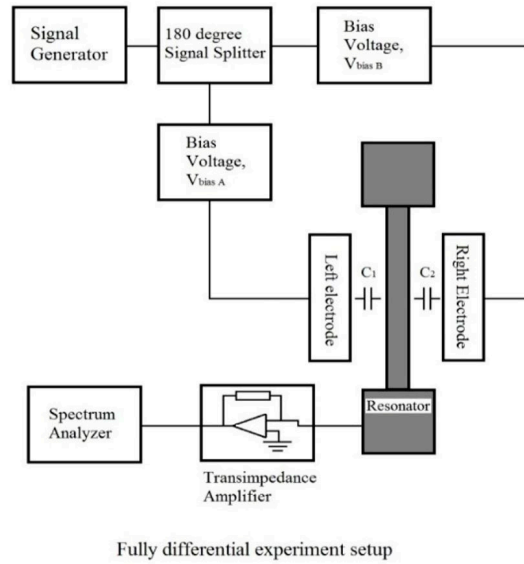 Signal
Generator
180 degree
Signal Splitter
Bias
Voltage,
Vbias B
Bias
Voltage,
Vbias A
Left electrode
C1
C2
Right Electrode
Resonator
Spectrum
Analyzer
Transimpedance
Amplifier
Fully differential experiment setup